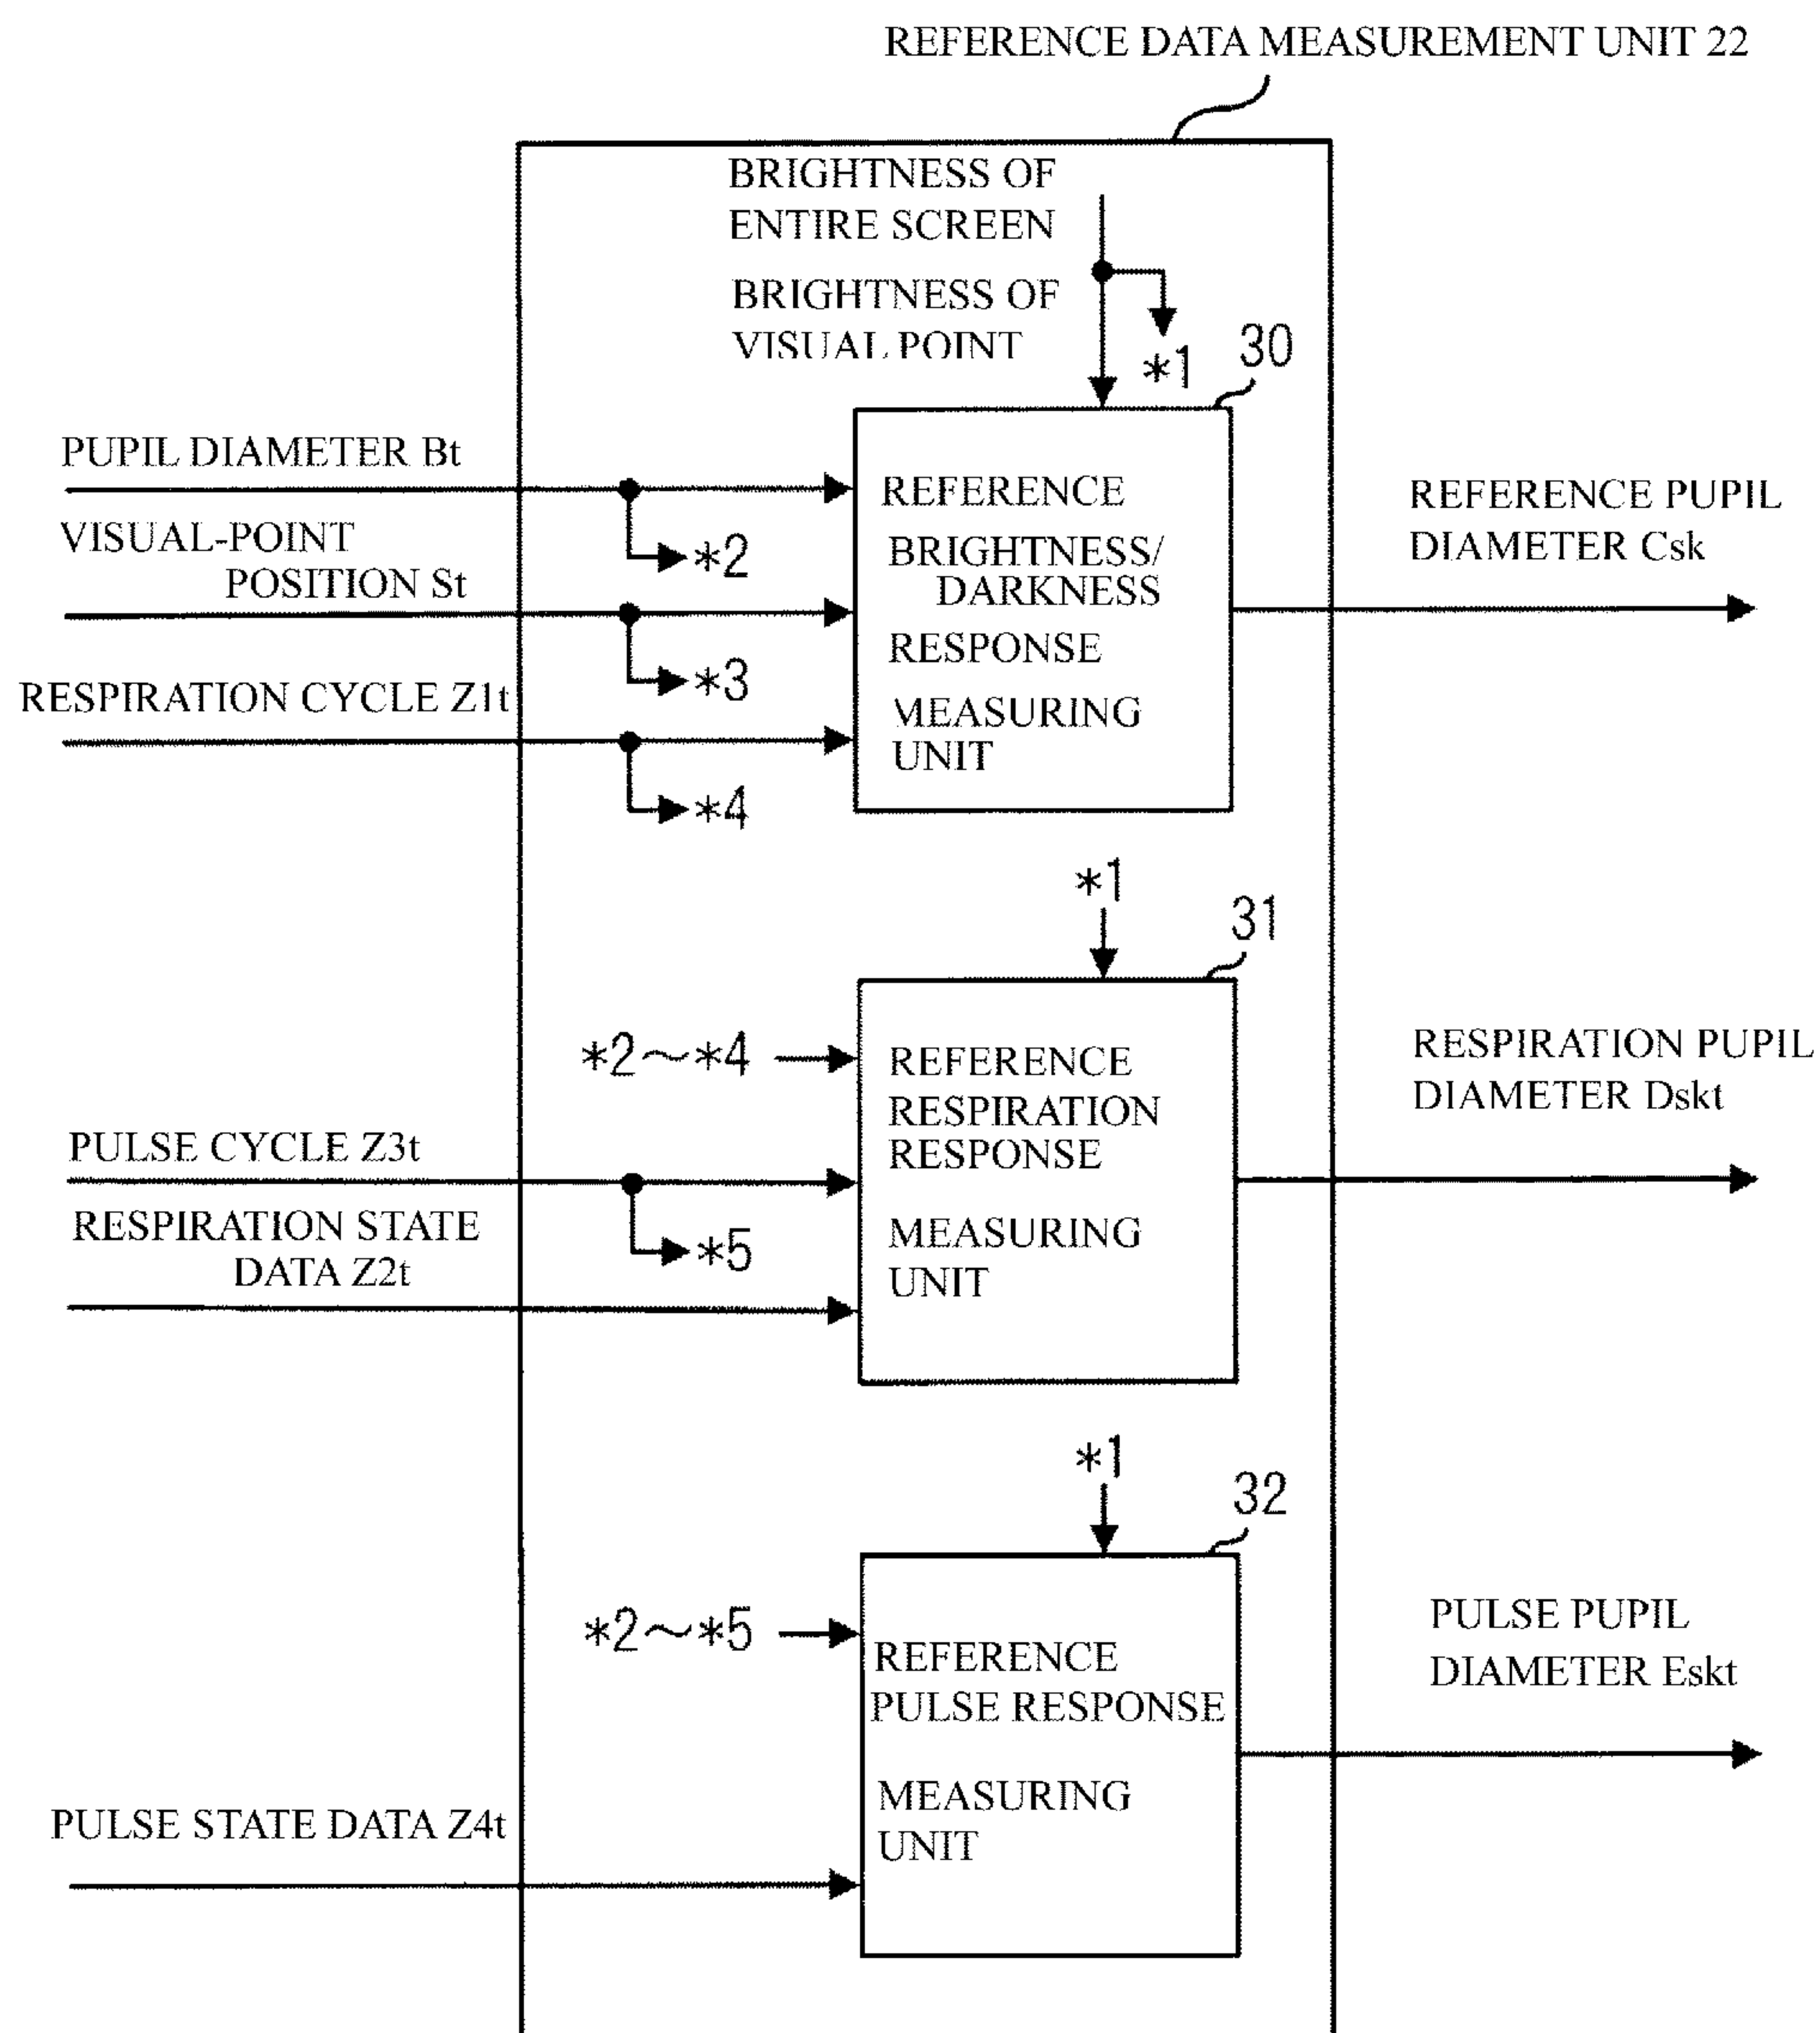 REFERENCE DATA MEASUREMENT UNIT 22
BRIGHTNESS OF
ENTIRE SCREEN
BRIGHTNESS OF
VISUAL POINT
*1
30
PUPIL DIAMETER Bt
*2
VISUAL-POINT
POSITION St
*3
RESPIRATION CYCLE Z1t
*4
REFERENCE
BRIGHTNESS/
DARKNESS
RESPONSE
MEASURING
UNIT
REFERENCE PUPIL
DIAMETER Csk
*1
31
*2~*4
PULSE CYCLE Z3t
*5
RESPIRATION STATE
DATA Z2t
REFERENCE
RESPIRATION
RESPONSE
MEASURING
UNIT
RESPIRATION PUPIL
DIAMETER Dskt
*1
32
*2~*5
REFERENCE
PULSE RESPONSE
MEASURING
UNIT
PULSE PUPIL
DIAMETER Eskt
PULSE STATE DATA Z4t